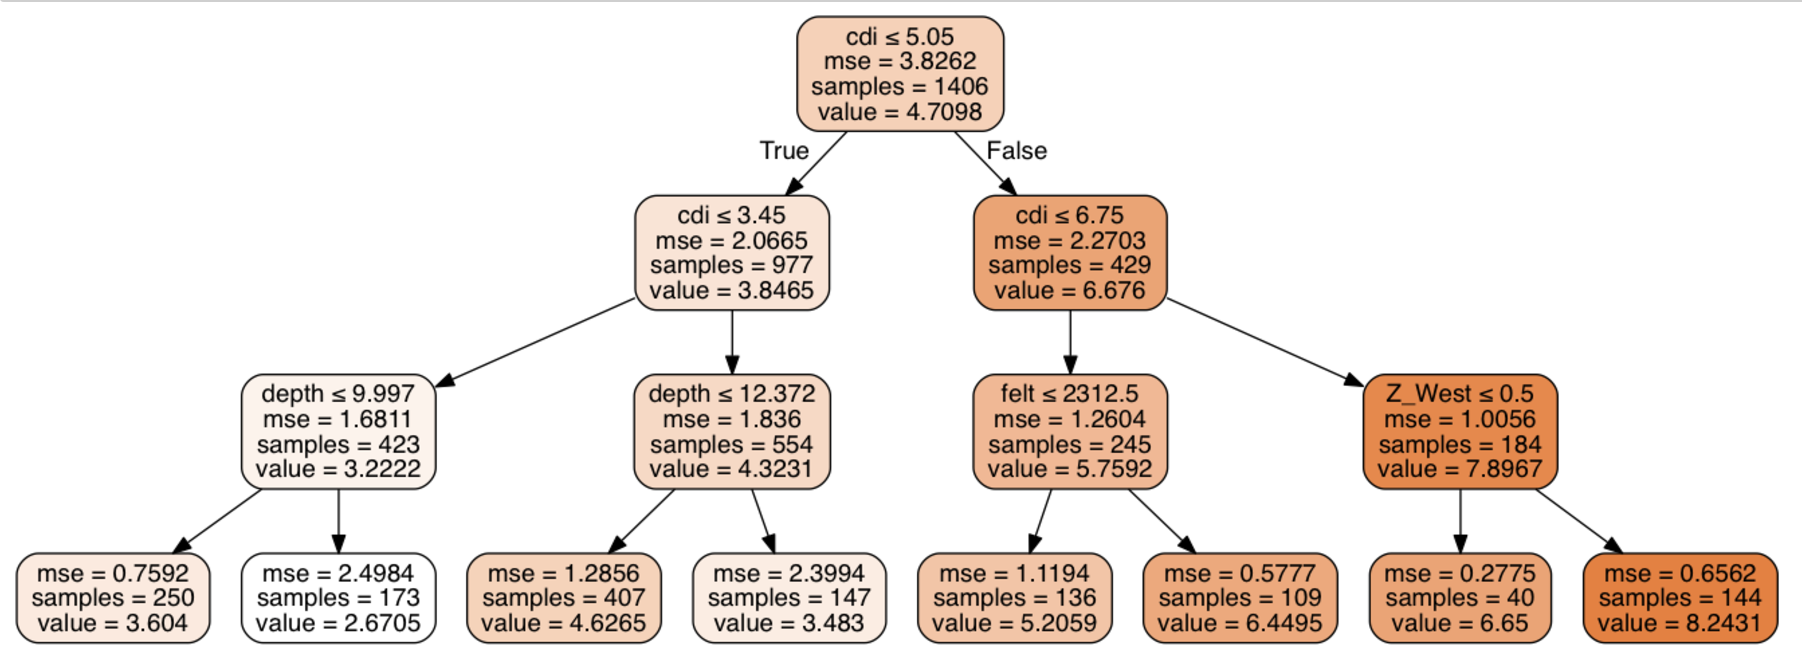 cdi ≤ 5.05
mse = 3.8262
samples = 1406
value = 4.7098
True
False
cdi ≤ 3.45
mse = 2.0665
samples = 977
value = 3.8465
cdi ≤ 6.75
mse = 2.2703
samples = 429
value = 6.676
depth ≤ 9.997
mse = 1.6811
samples = 423
value = 3.2222
depth ≤ 12.372
mse = 1.836
samples = 554
value = 4.3231
felt ≤ 2312.5
mse = 1.2604
samples = 245
value = 5.7592
Z_West ≤ 0.5
mse = 1.0056
samples = 184
value = 7.8967
mse = 0.7592
samples = 250
value = 3.604
mse = 2.4984
samples = 173
value = 2.6705
mse = 1.2856
samples = 407
value = 4.6265
mse = 2.3994
samples = 147
value = 3.483
mse = 1.1194
samples = 136
value = 5.2059
mse = 0.5777
samples = 109
value = 6.4495
mse = 0.2775
samples = 40
value = 6.65
mse = 0.6562
samples = 144
value = 8.2431